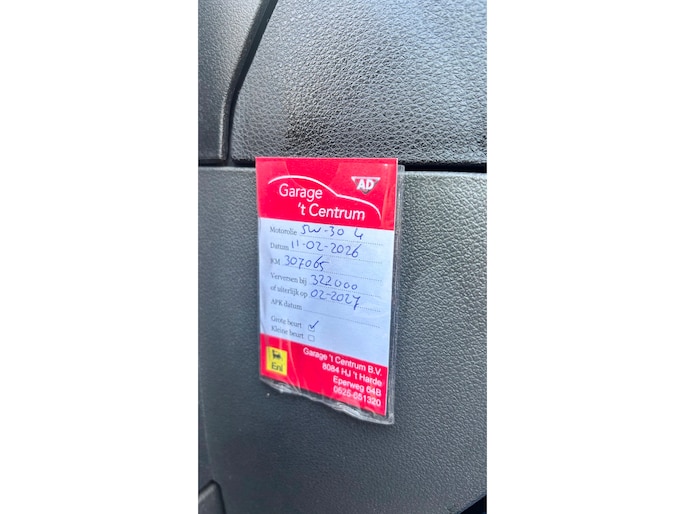 Garage
't Centrum
AD
Motorolie 5W-30 4
Datum 11-02-2026
KM 307065
Verversen bij 322000
of uiterlijk op 02-2027
APK datum
Grote beurt ✓
Kleine beurt
Eni
Garage 't Centrum B.V.
8084 HJ 't Harde
Eperweg 64B
0525-651320